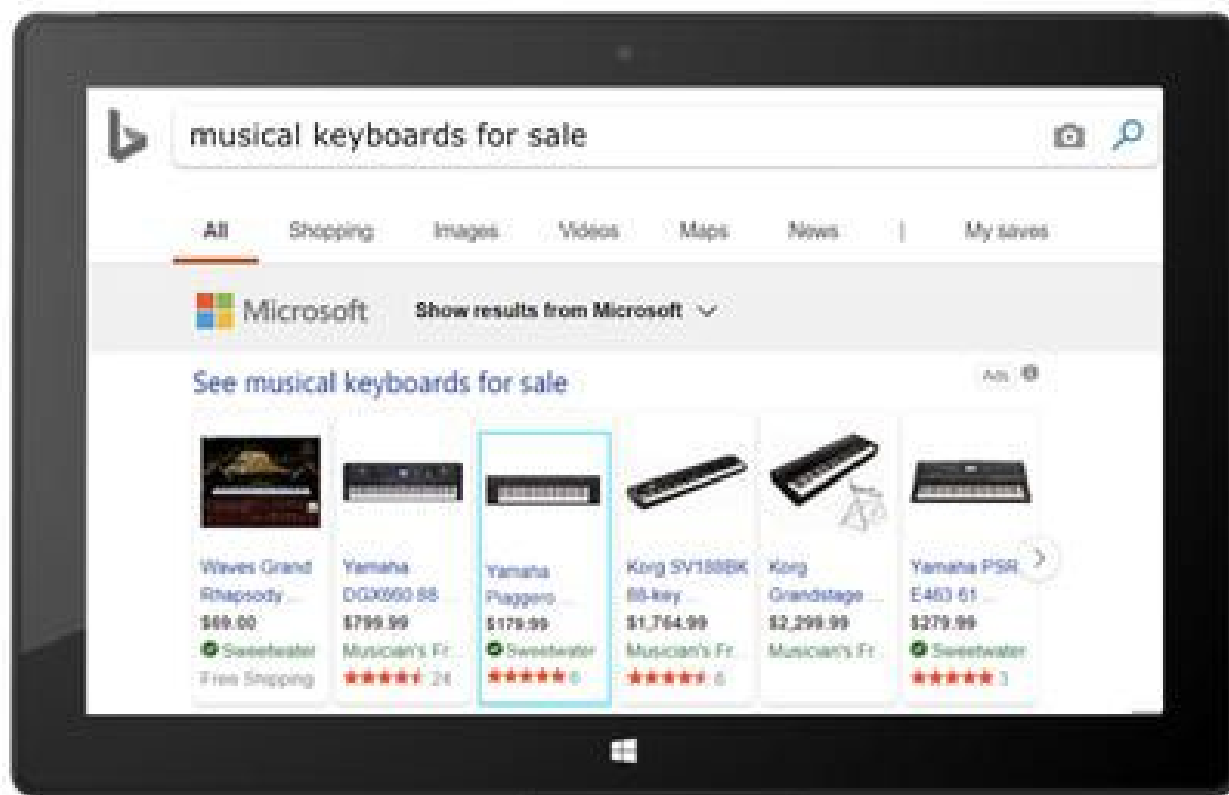 musical keyboards for sale
All Shopping Images Videos Maps News | My saves
Microsoft Show results from Microsoft
See musical keyboards for sale
Ads
Waves Grand
Rhapsody ...
$69.00
Sweetwater
Free Shipping
Yamaha
DGX660 88 ...
$799.99
Musician's Fr...
24
Yamaha
Piaggero ...
$179.99
Sweetwater
6
Korg SV188BK
88-key ...
$1,764.99
Musician's Fr...
6
Korg
Grandstage ...
$2,299.99
Musician's Fr...
Yamaha PSR
E463 61 ...
$279.99
Sweetwater
3